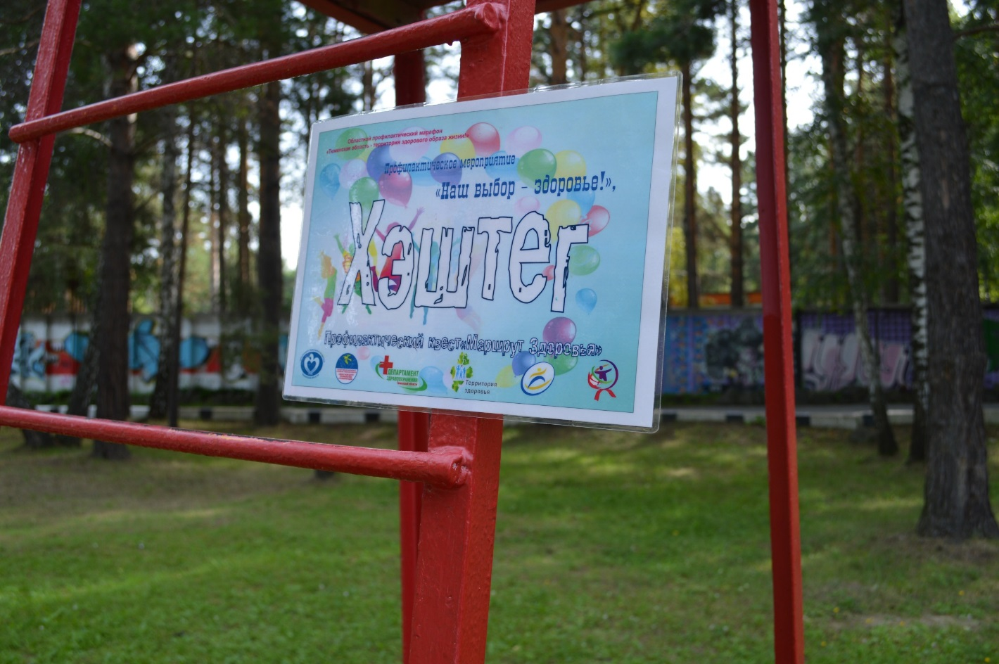 Областной профилактический марафон
«Тюменская область - территория здорового образа жизни!»
Профилактическое мероприятие
«Наш выбор - здоровье!»,
Хэштег
Профилактический квест«Маршрут Здоровья»
ДЕПАРТАМЕНТ
ЗДРАВООХРАНЕНИЯ
Территория
здоровья